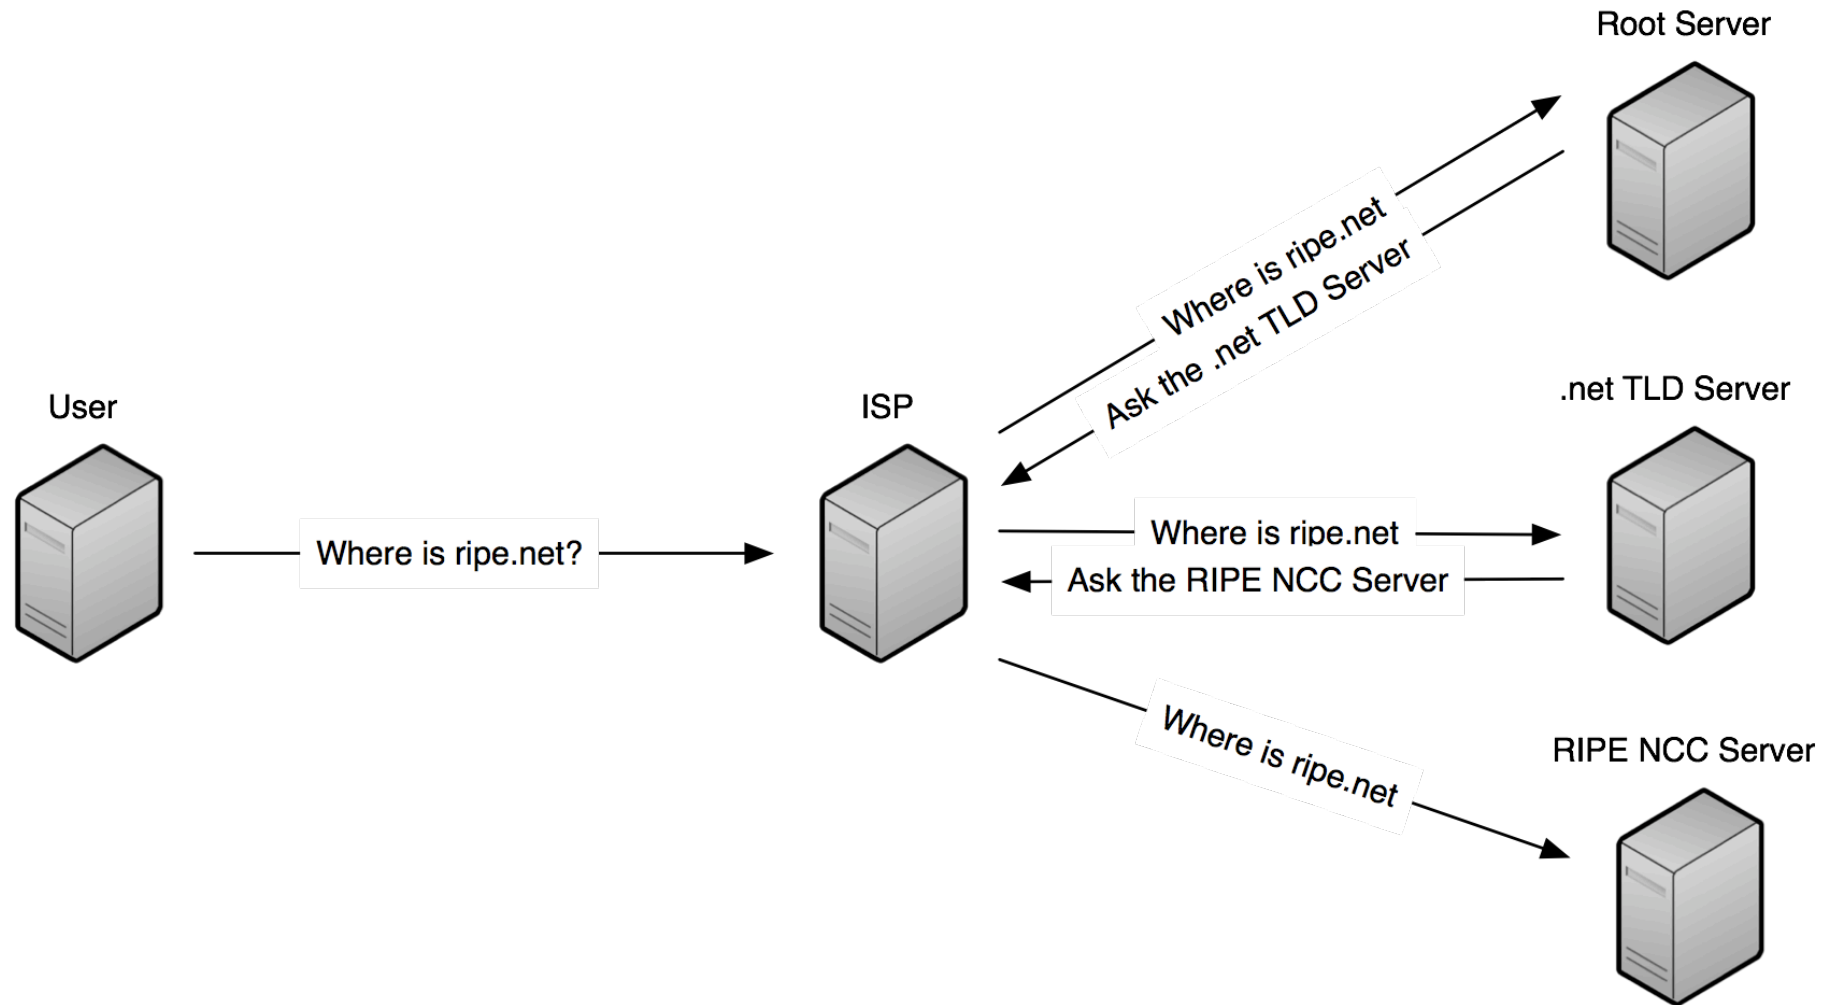 Root Server
Where is ripe.net
Ask the .net TLD Server
.net TLD Server
User
ISP
Where is ripe.net?
Where is ripe.net
Ask the RIPE NCC Server
Where is ripe.net
RIPE NCC Server